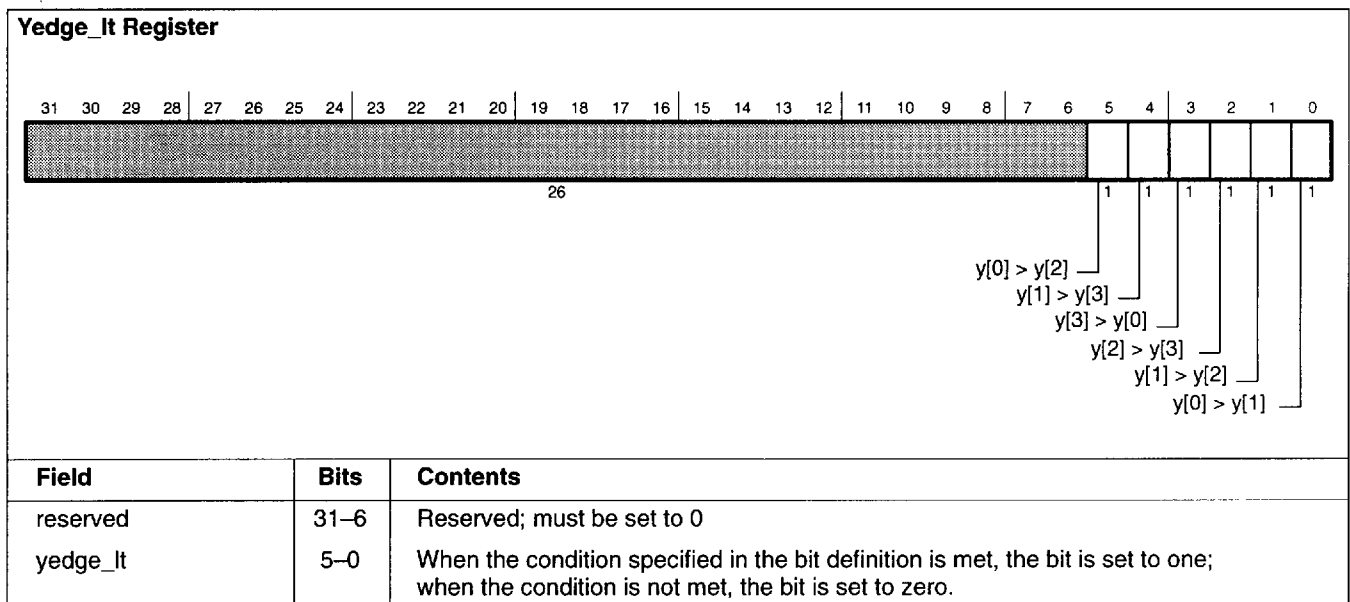 Yedge_lt Register
31 30 29 28 27 26 25 24 23 22 21 20 19 18 17 16 15 14 13 12 11 10 9 8 7 6 5 4 3 2 1 0
26 1 1 1 1 1 1
y[0] > y[2]
y[1] > y[3]
y[3] > y[0]
y[2] > y[3]
y[1] > y[2]
y[0] > y[1]
Field Bits Contents
reserved 31–6 Reserved; must be set to 0
yedge_lt 5–0 When the condition specified in the bit definition is met, the bit is set to one;
when the condition is not met, the bit is set to zero.